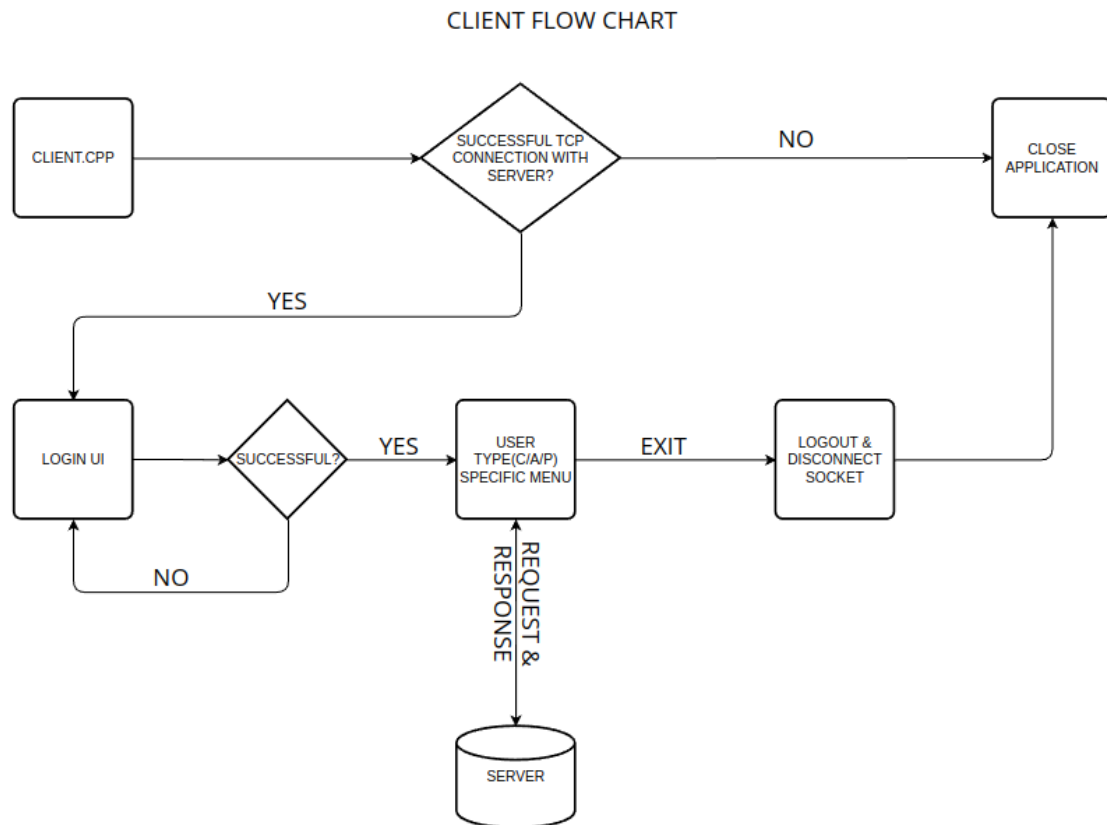 CLIENT FLOW CHART
CLIENT.CPP
SUCCESSFUL TCP
CONNECTION WITH
SERVER?
NO
CLOSE
APPLICATION
YES
LOGIN UI
SUCCESSFUL?
YES
USER
TYPE(C/A/P)
SPECIFIC MENU
EXIT
LOGOUT &
DISCONNECT
SOCKET
NO
REQUEST &
RESPONSE
SERVER